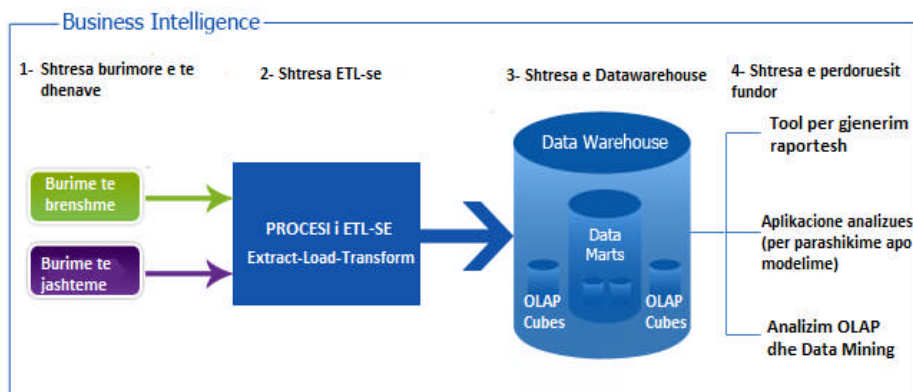 Business Intelligence
1- Shtresa burimore e te
dhenave
2- Shtresa ETL-se
3- Shtresa e Datawarehouse
4- Shtresa e perdoruesit
fundor
Burime te
brenshme
Burime te
jashteme
PROCESI i ETL-SE
Extract-Load-Transform
Data Warehouse
Data
Marts
OLAP
Cubes
OLAP
Cubes
Tool per gjenerim
raportesh
Aplikacione analizues
(per parashikime apo
modelime)
Analizim OLAP
dhe Data Mining